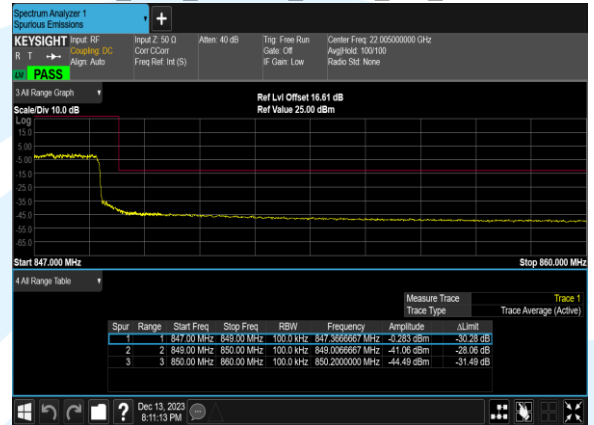 Spectrum Analyzer 1
Spurious Emissions
KEYSIGHT Input: RF Input Z: 50 Ω Atten: 40 dB Trig: Free Run Center Freq: 22.005000000 GHz
R T Coupling: DC Corr CCorr Gate: Off Avg|Hold: 100/100
Align: Auto Freq Ref: Int (S) IF Gain: Low Radio Std: None
PASS
3 All Range Graph
Ref Lvl Offset 16.61 dB
Scale/Div 10.0 dB Ref Value 25.00 dBm
Log
15.0
5.00
-5.00
-15.0
-25.0
-35.0
-45.0
-55.0
-65.0
Start 847.000 MHz Stop 860.000 MHz
4 All Range Table
Measure Trace Trace 1
Trace Type Trace Average (Active)
Spur Range Start Freq Stop Freq RBW Frequency Amplitude ΔLimit
1 1 847.00 MHz 849.00 MHz 100.0 kHz 847.3666667 MHz -0.283 dBm -30.28 dB
2 2 849.00 MHz 850.00 MHz 100.0 kHz 849.0066667 MHz -41.06 dBm -28.06 dB
3 3 850.00 MHz 860.00 MHz 100.0 kHz 850.2000000 MHz -44.49 dBm -31.49 dB
Dec 13, 2023
8:11:13 PM